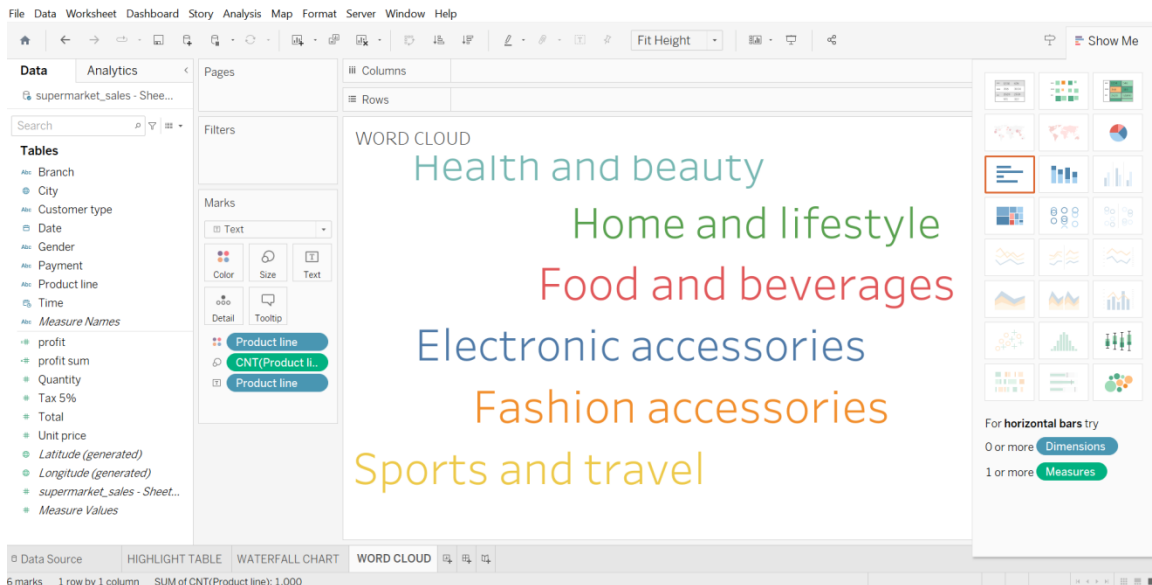 File Data Worksheet Dashboard Story Analysis Map Format Server Window Help
Fit Height
Show Me
Data Analytics
supermarket_sales - Shee...
Search
Tables
Abc Branch
City
Abc Customer type
Date
Abc Gender
Abc Payment
Abc Product line
Time
Abc Measure Names
profit
profit sum
Quantity
Tax 5%
Total
Unit price
Latitude (generated)
Longitude (generated)
supermarket_sales - Sheet...
Measure Values
Pages
Filters
Marks
T Text
Color Size Text
Detail Tooltip
Product line
CNT(Product li..
Product line
Columns
Rows
WORD CLOUD
Health and beauty
Home and lifestyle
Food and beverages
Electronic accessories
Fashion accessories
Sports and travel
For horizontal bars try
0 or more Dimensions
1 or more Measures
Data Source HIGHLIGHT TABLE WATERFALL CHART WORD CLOUD
6 marks 1 row by 1 column SUM of CNT(Product line): 1,000